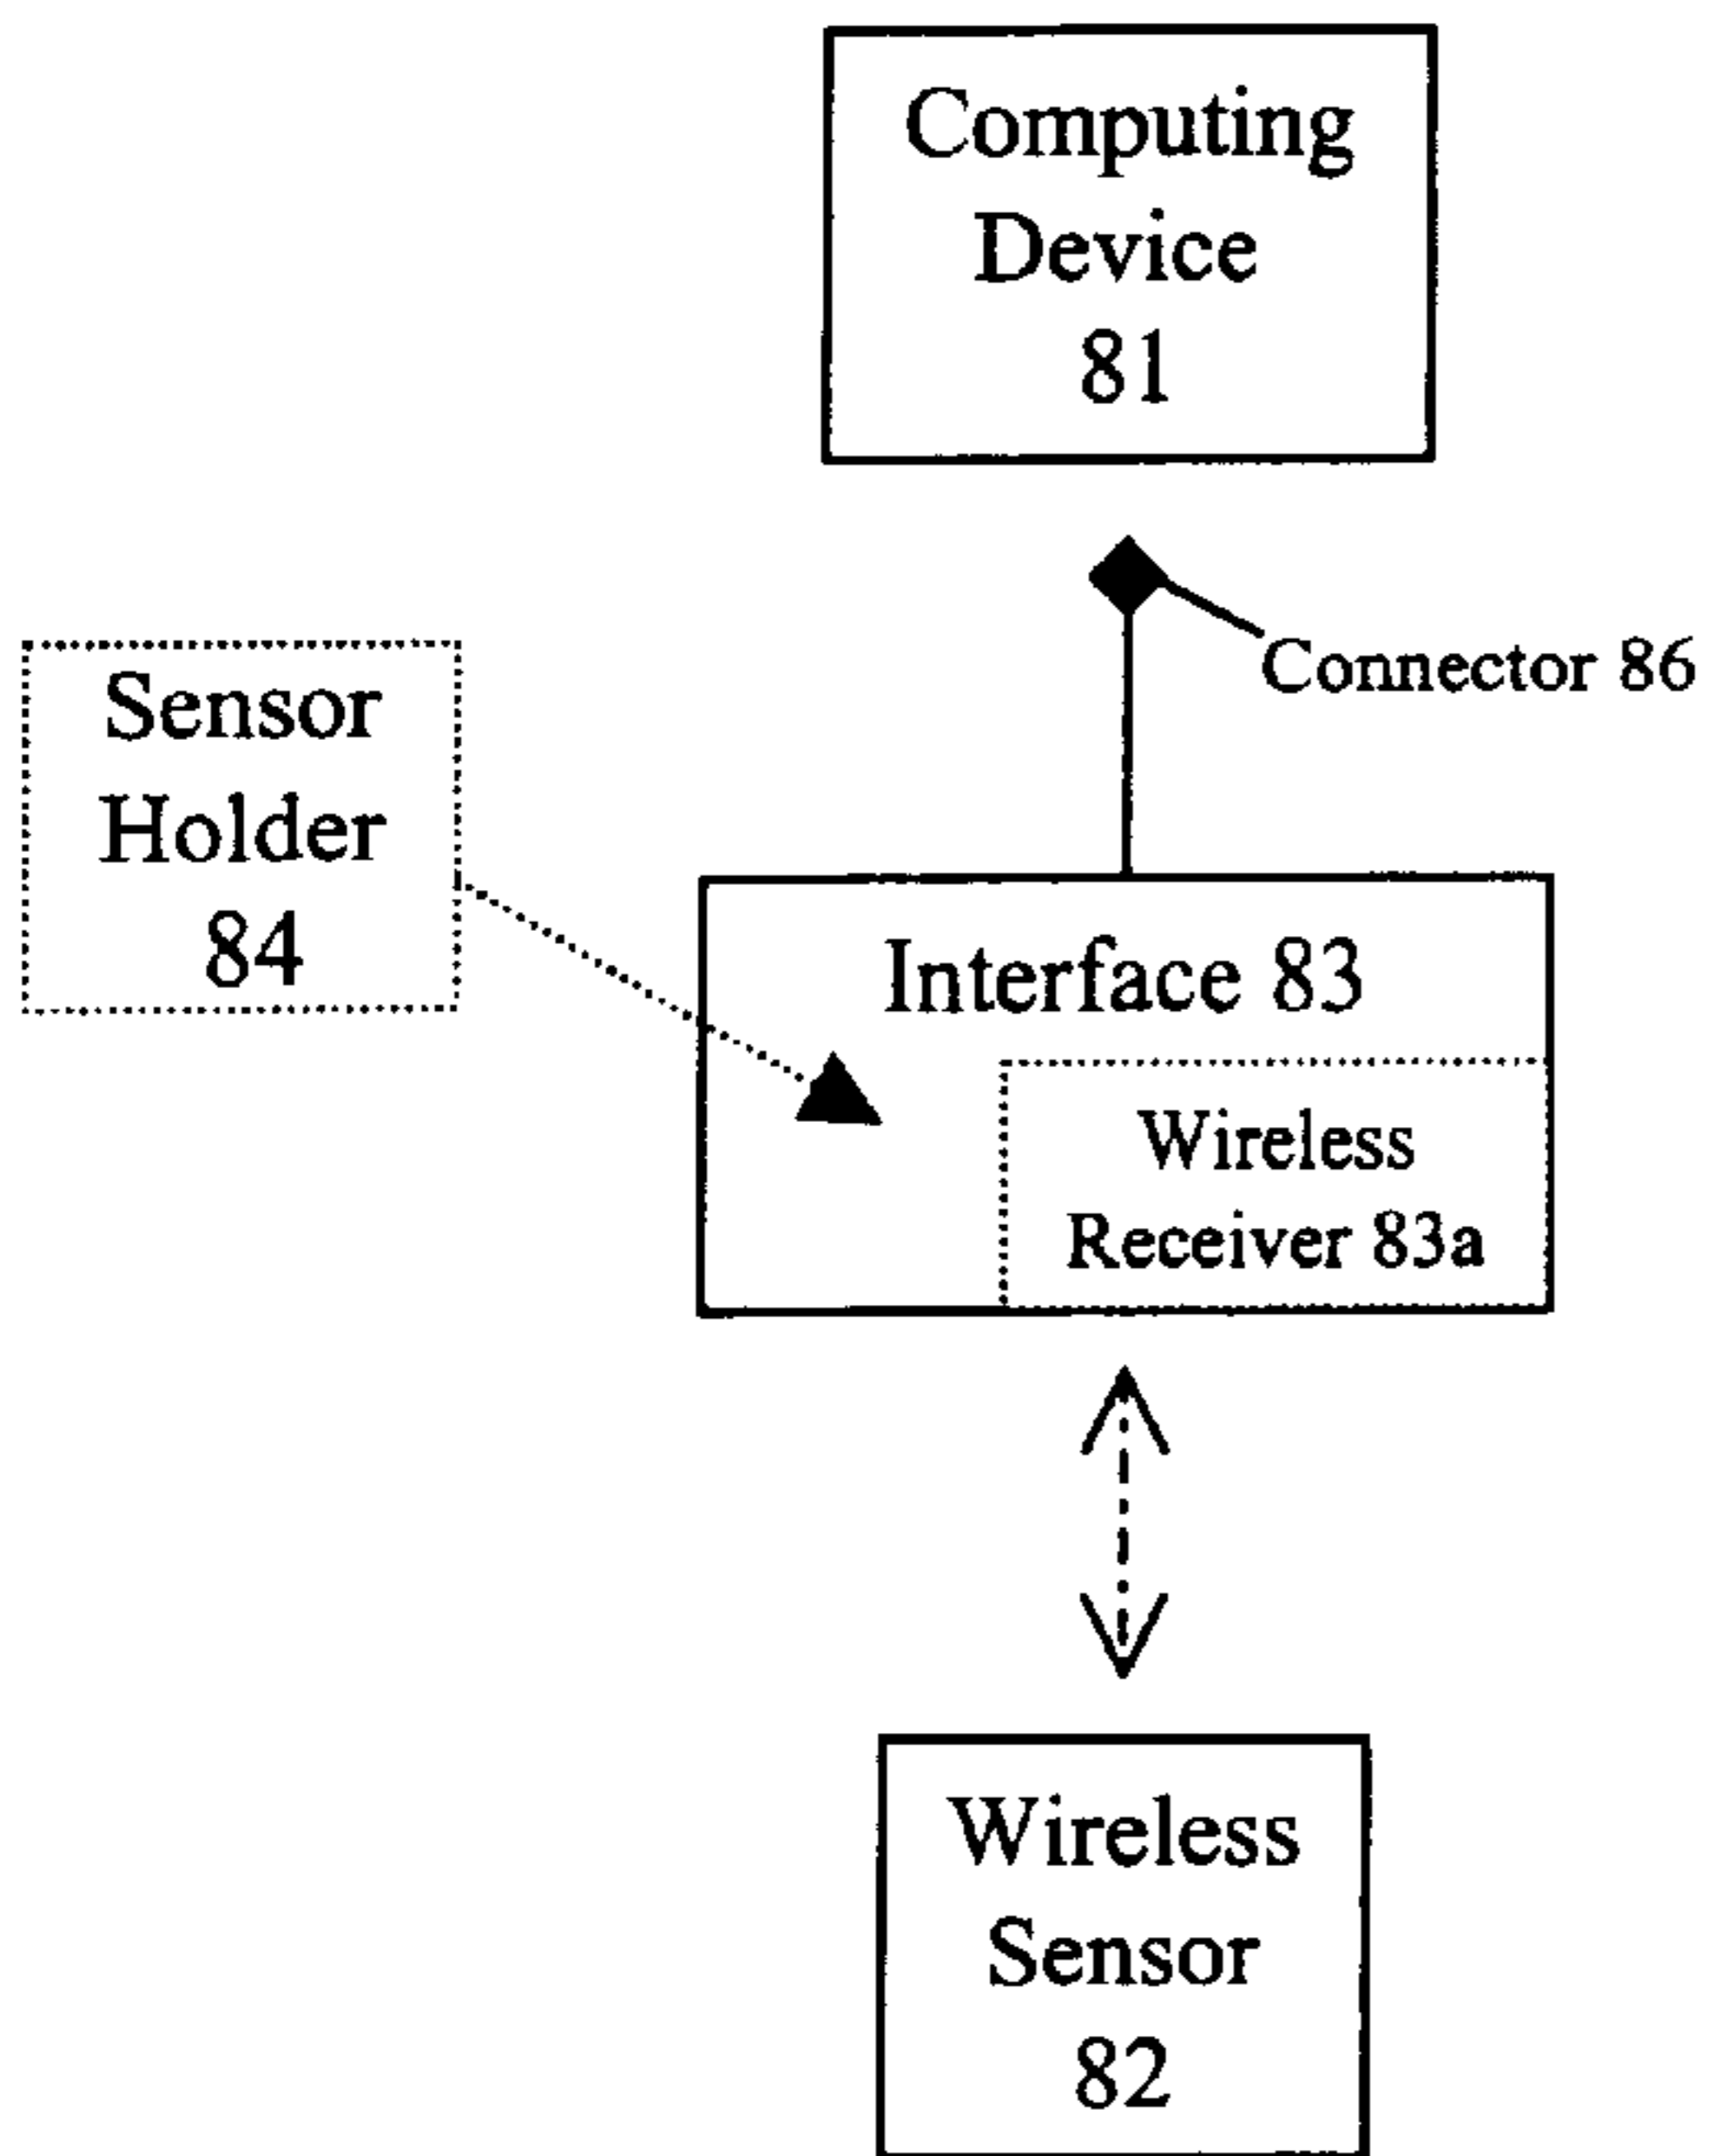 Computing
Device
81
Connector 86
Sensor
Holder
84
Interface 83
Wireless
Receiver 83a
Wireless
Sensor
82